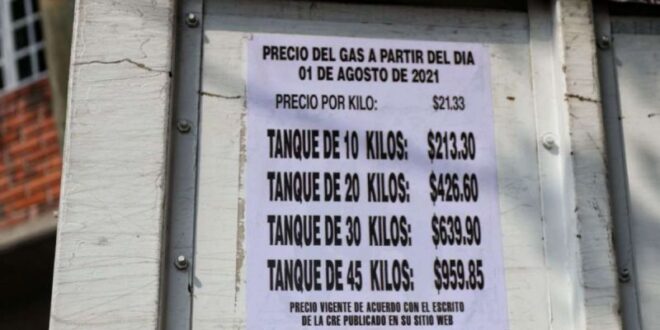 PRECIO DEL GAS A PARTIR DEL DIA
01 DE AGOSTO DE 2021
PRECIO POR KILO: $21.33
TANQUE DE 10 KILOS: $213.30
TANQUE DE 20 KILOS: $426.60
TANQUE DE 30 KILOS: $639.90
TANQUE DE 45 KILOS: $959.85
PRECIO VIGENTE DE ACUERDO CON EL ESCRITO
DE LA CRE PUBLICADO EN SU SITIO WEB